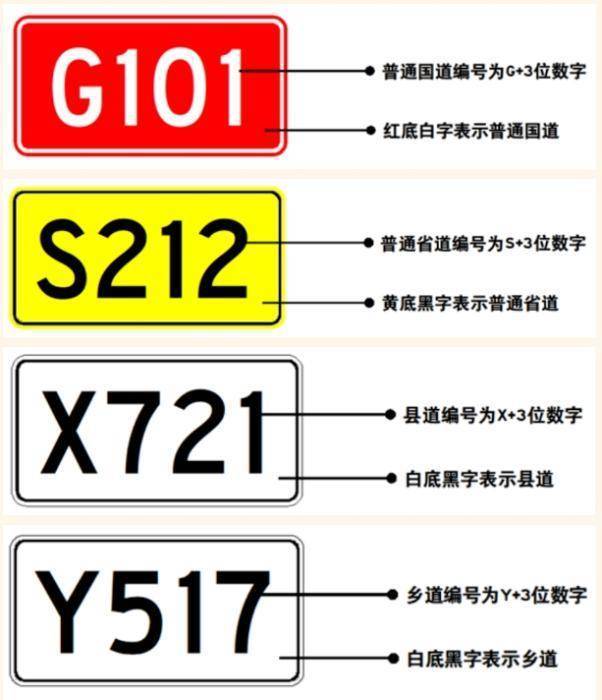 G101
普通国道编号为G+3位数字
红底白字表示普通国道
S212
普通省道编号为S+3位数字
黄底黑字表示普通省道
X721
县道编号为X+3位数字
白底黑字表示县道
Y517
乡道编号为Y+3位数字
白底黑字表示乡道